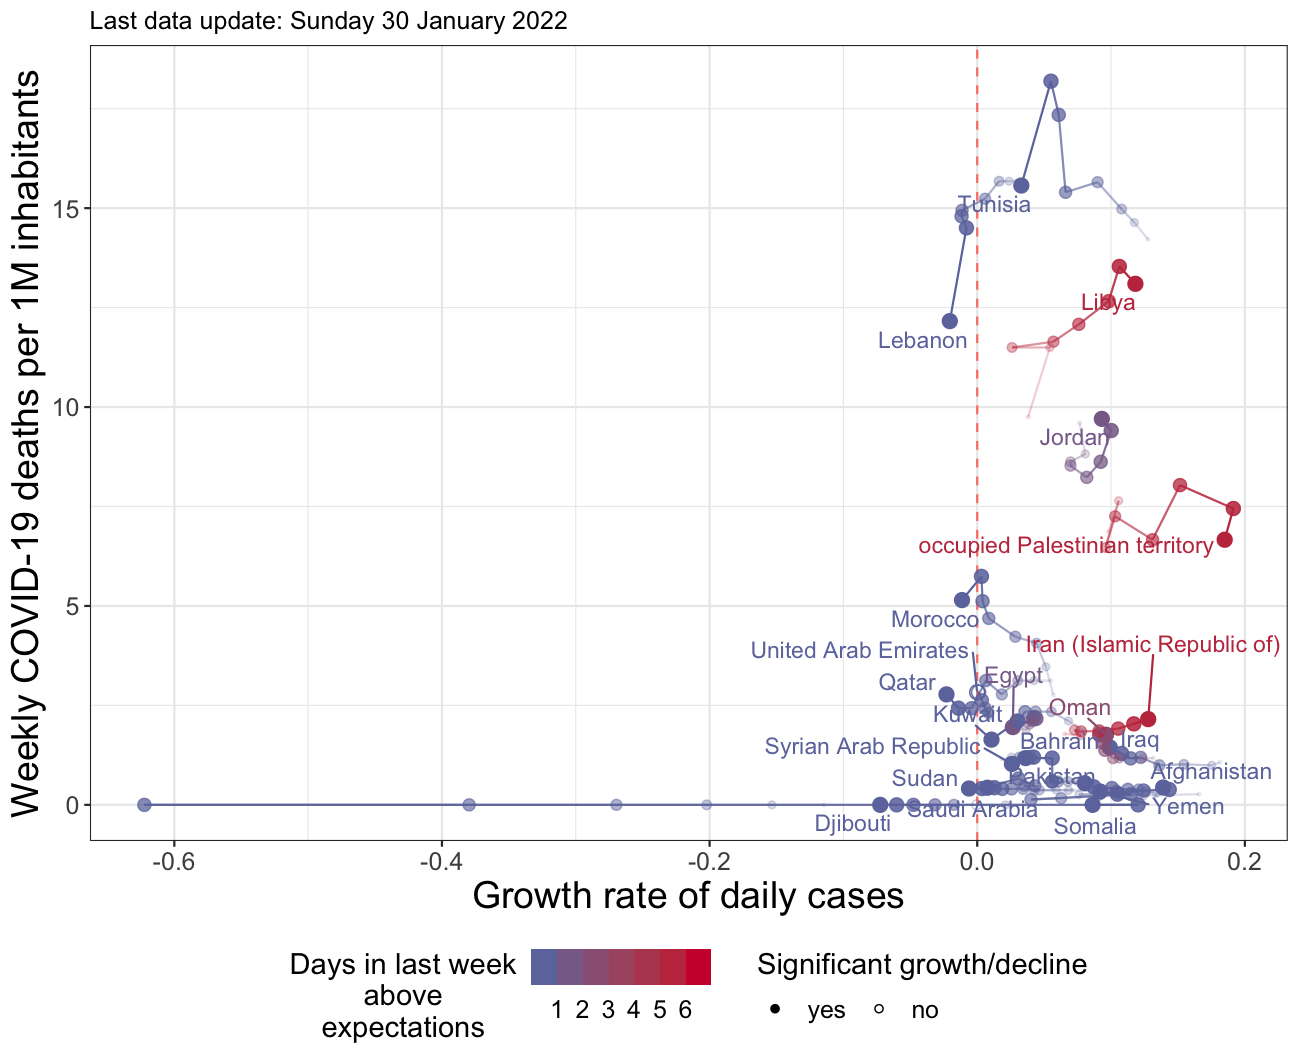 Last data update: Sunday 30 January 2022
Weekly COVID-19 deaths per 1M inhabitants
15
10
5
0
Tunisia
Libya
Lebanon
Jordan
occupied Palestinian territory
Morocco
Iran (Islamic Republic of)
United Arab Emirates
Egypt
Qatar
Oman
Kuwait
Bahrain
Iraq
Syrian Arab Republic
Afghanistan
Sudan
Pakistan
Yemen
Saudi Arabia
Djibouti
Somalia
-0.6
-0.4
-0.2
0.0
0.2
Growth rate of daily cases
Days in last week
above
expectations
1 2 3 4 5 6
Significant growth/decline
yes
no